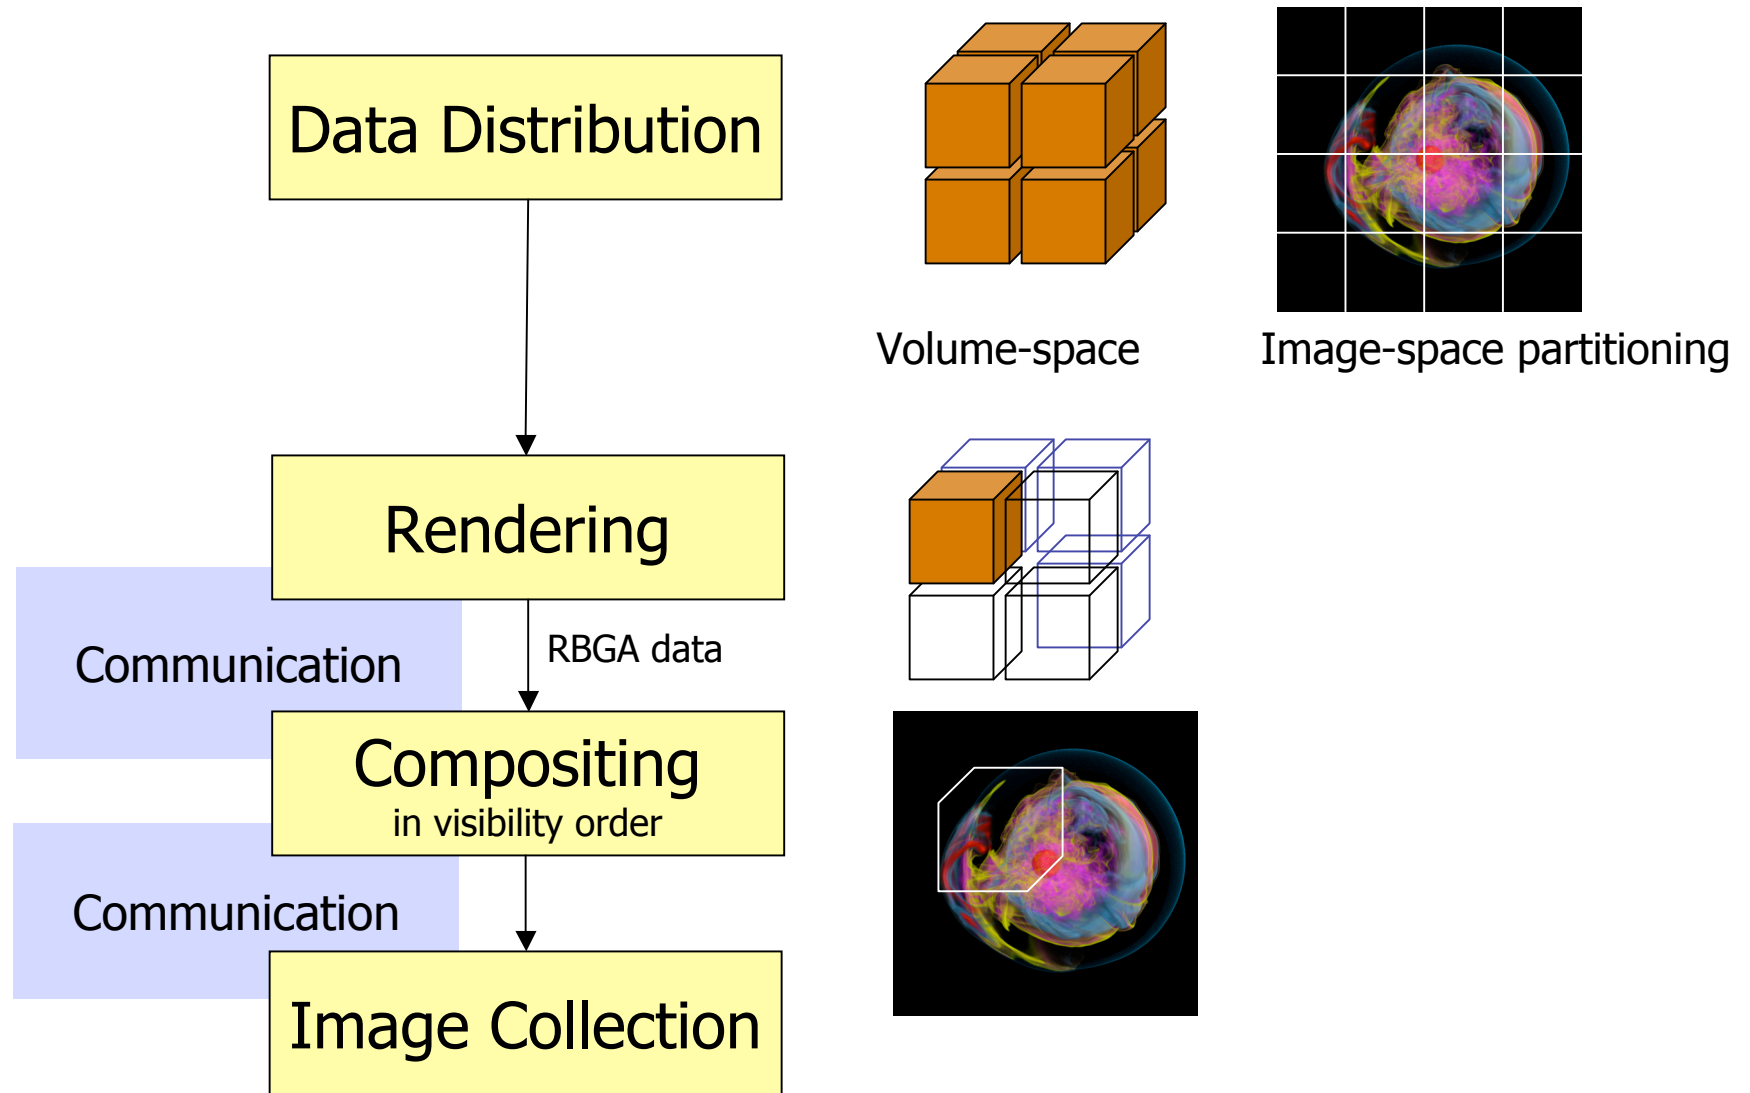 Data Distribution
Volume-space
Image-space partitioning
Rendering
Communication
RBGA data
Compositing
in visibility order
Communication
Image Collection